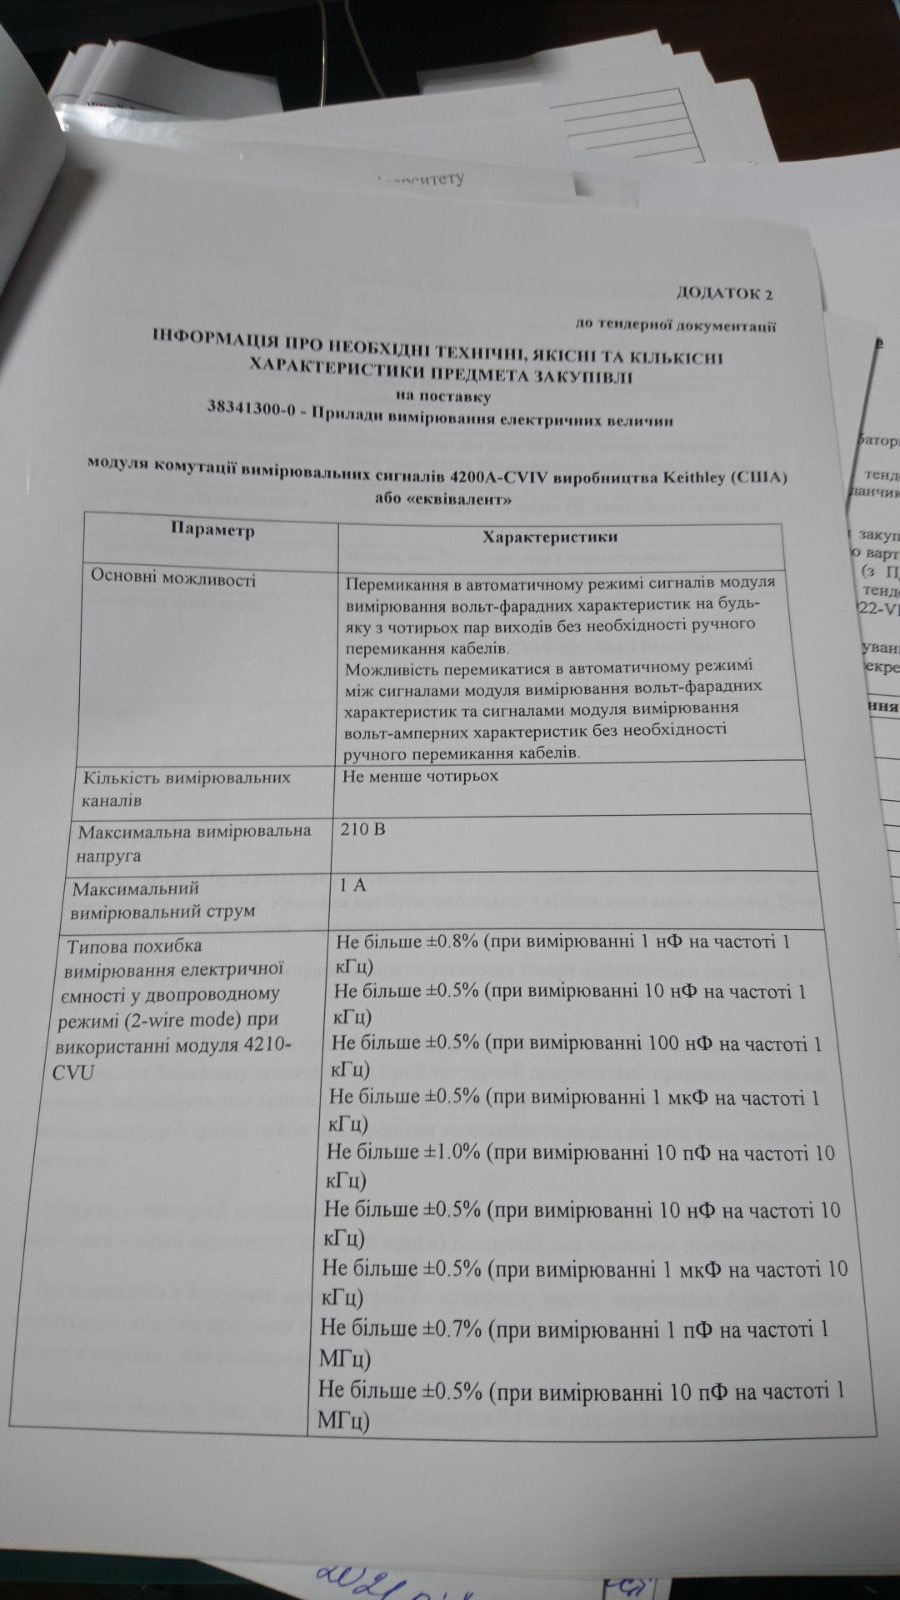 ДОДАТОК 2
до тендерної документації
ІНФОРМАЦІЯ ПРО НЕОБХІДНІ ТЕХНІЧНІ, ЯКІСНІ ТА КІЛЬКІСНІ
ХАРАКТЕРИСТИКИ ПРЕДМЕТА ЗАКУПІВЛІ
на поставку
38341300-0 - Прилади вимірювання електричних величин
модуля комутації вимірювальних сигналів 4200A-CVIV виробництва Keithley (США)
або «еквівалент»
Параметр
Характеристики
Основні можливості
Перемикання в автоматичному режимі сигналів модуля
вимірювання вольт-фарадних характеристик на будь-
яку з чотирьох пар виходів без необхідності ручного
перемикання кабелів.
Можливість перемикатися в автоматичному режимі
між сигналами модуля вимірювання вольт-фарадних
характеристик та сигналами модуля вимірювання
вольт-амперних характеристик без необхідності
ручного перемикання кабелів.
Кількість вимірювальних
каналів
Не менше чотирьох
Максимальна вимірювальна
напруга
210 В
Максимальний
вимірювальний струм
1 А
Типова похибка
вимірювання електричної
ємності у двопроводному
режимі (2-wire mode) при
використанні модуля 4210-
CVU
Не більше ±0.8% (при вимірюванні 1 нФ на частоті 1
кГц)
Не більше ±0.5% (при вимірюванні 10 нФ на частоті 1
кГц)
Не більше ±0.5% (при вимірюванні 100 нФ на частоті 1
кГц)
Не більше ±0.5% (при вимірюванні 1 мкФ на частоті 1
кГц)
Не більше ±1.0% (при вимірюванні 10 пФ на частоті 10
кГц)
Не більше ±0.5% (при вимірюванні 10 нФ на частоті 10
кГц)
Не більше ±0.5% (при вимірюванні 1 мкФ на частоті 10
кГц)
Не більше ±0.7% (при вимірюванні 1 пФ на частоті 1
МГц)
Не більше ±0.5% (при вимірюванні 10 пФ на частоті 1
МГц)